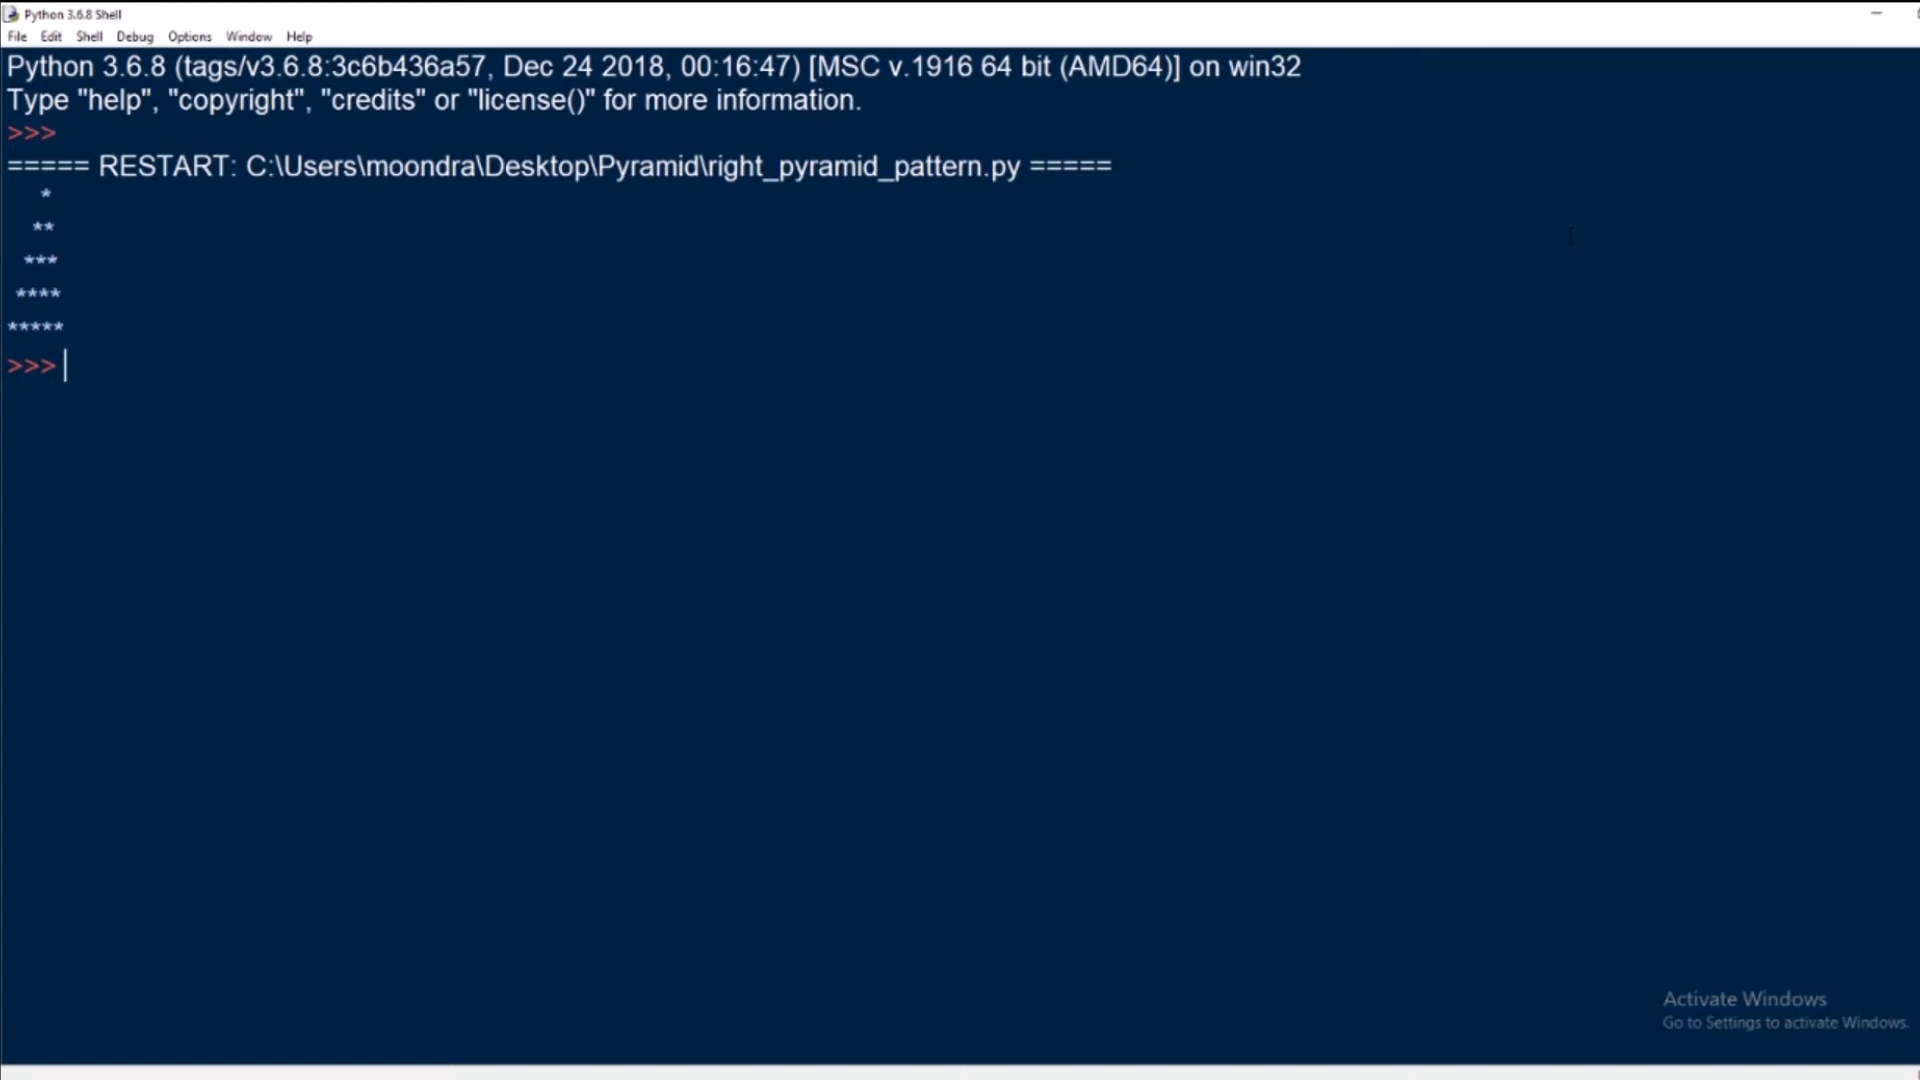 Python 3.6.8 Shell
File Edit Shell Debug Options Window Help
Python 3.6.8 (tags/v3.6.8:3c6b436a57, Dec 24 2018, 00:16:47) [MSC v.1916 64 bit (AMD64)] on win32
Type "help", "copyright", "credits" or "license()" for more information.
>>>
===== RESTART: C:\Users\moondra\Desktop\Pyramid\right_pyramid_pattern.py =====
    *
   **
  ***
 ****
*****
>>>
Activate Windows
Go to Settings to activate Windows.